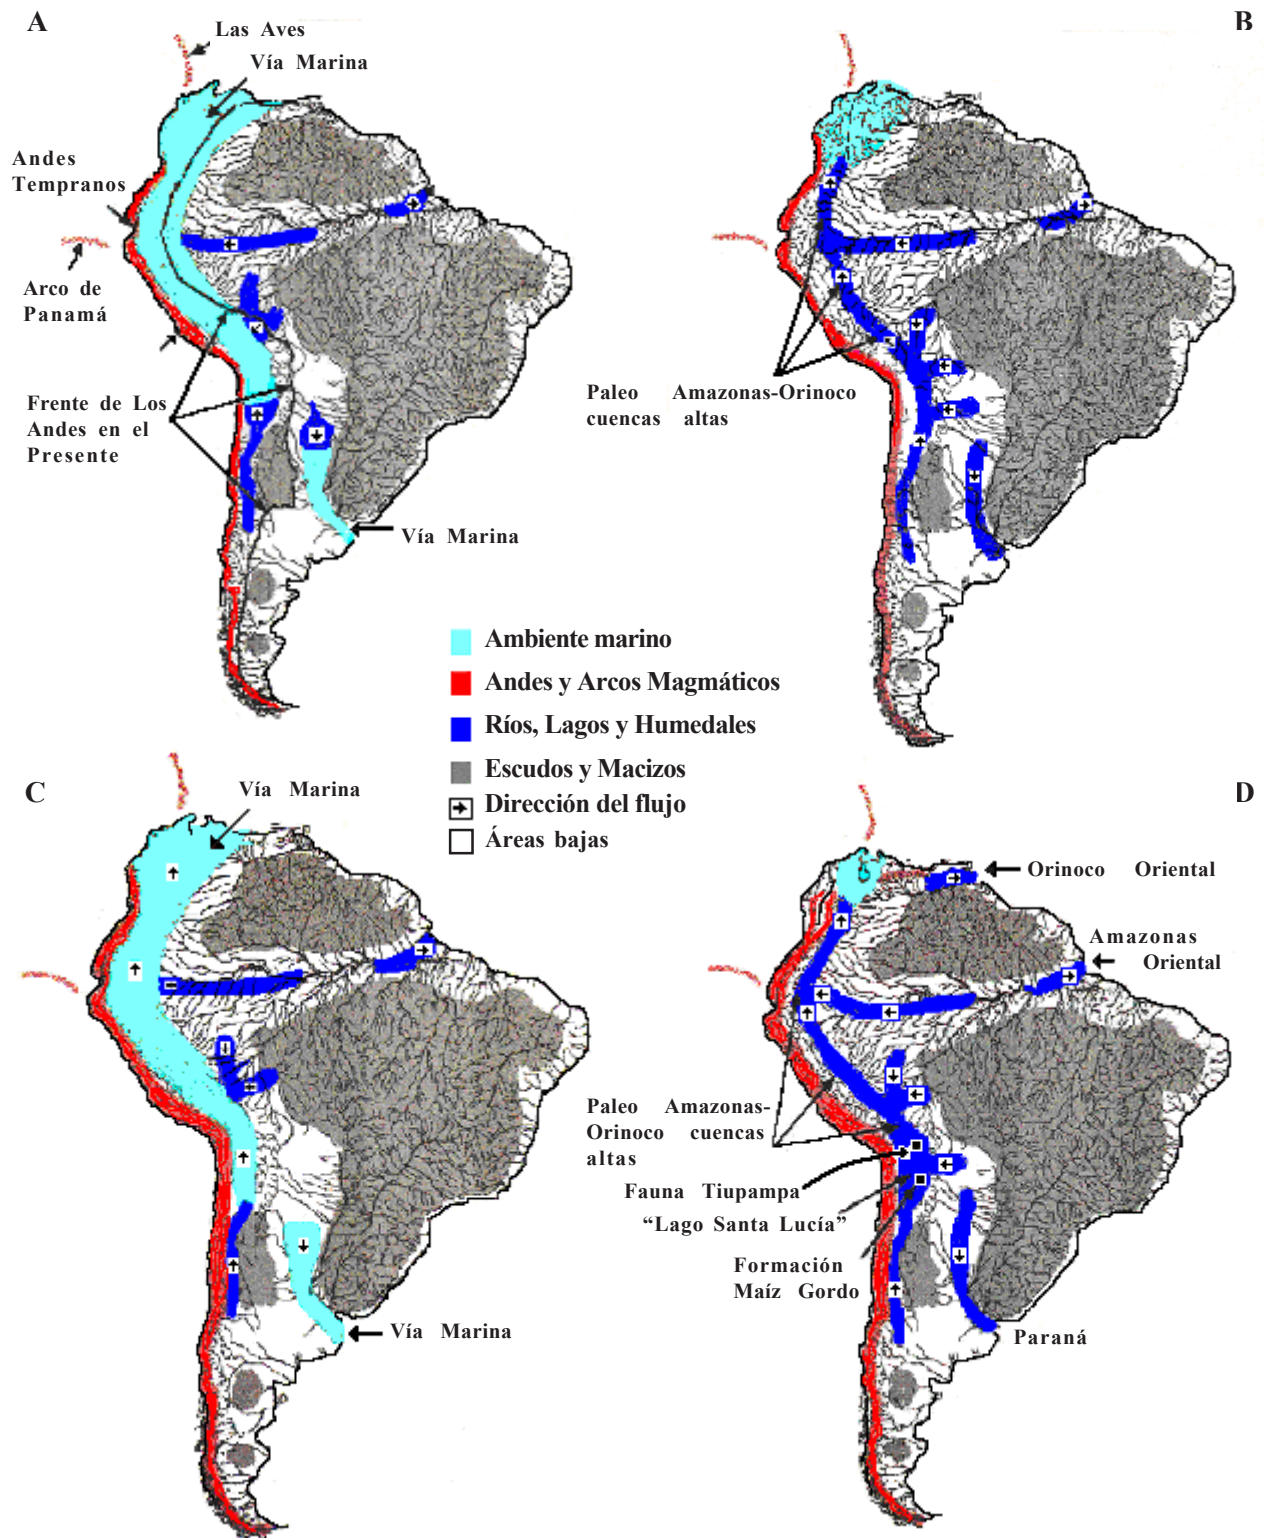 A
Las Aves
Vía Marina
Andes
Tempranos
Arco de
Panamá
Frente de Los
Andes en el
Presente
Vía Marina
B
Paleo Amazonas-Orinoco
cuencas altas
Ambiente marino
Andes y Arcos Magmáticos
Ríos, Lagos y Humedales
Escudos y Macizos
Dirección del flujo
Áreas bajas
C
Vía Marina
Vía Marina
D
Orinoco Oriental
Amazonas
Oriental
Paleo Amazonas-
Orinoco cuencas
altas
Fauna Tiupampa
“Lago Santa Lucía”
Formación
Maíz Gordo
Paraná